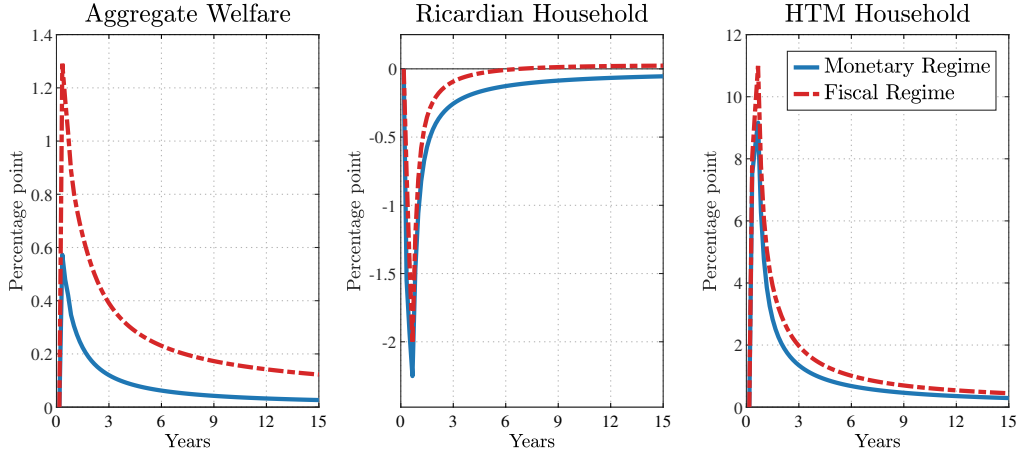 Aggregate Welfare
1.4
1.2
1
0.8
0.6
0.4
0.2
0
Percentage point
0 3 6 9 12 15
Years
Ricardian Household
0
-0.5
-1
-1.5
-2
Percentage point
0 3 6 9 12 15
Years
HTM Household
12
10
8
6
4
2
0
Percentage point
Monetary Regime
Fiscal Regime
0 3 6 9 12 15
Years